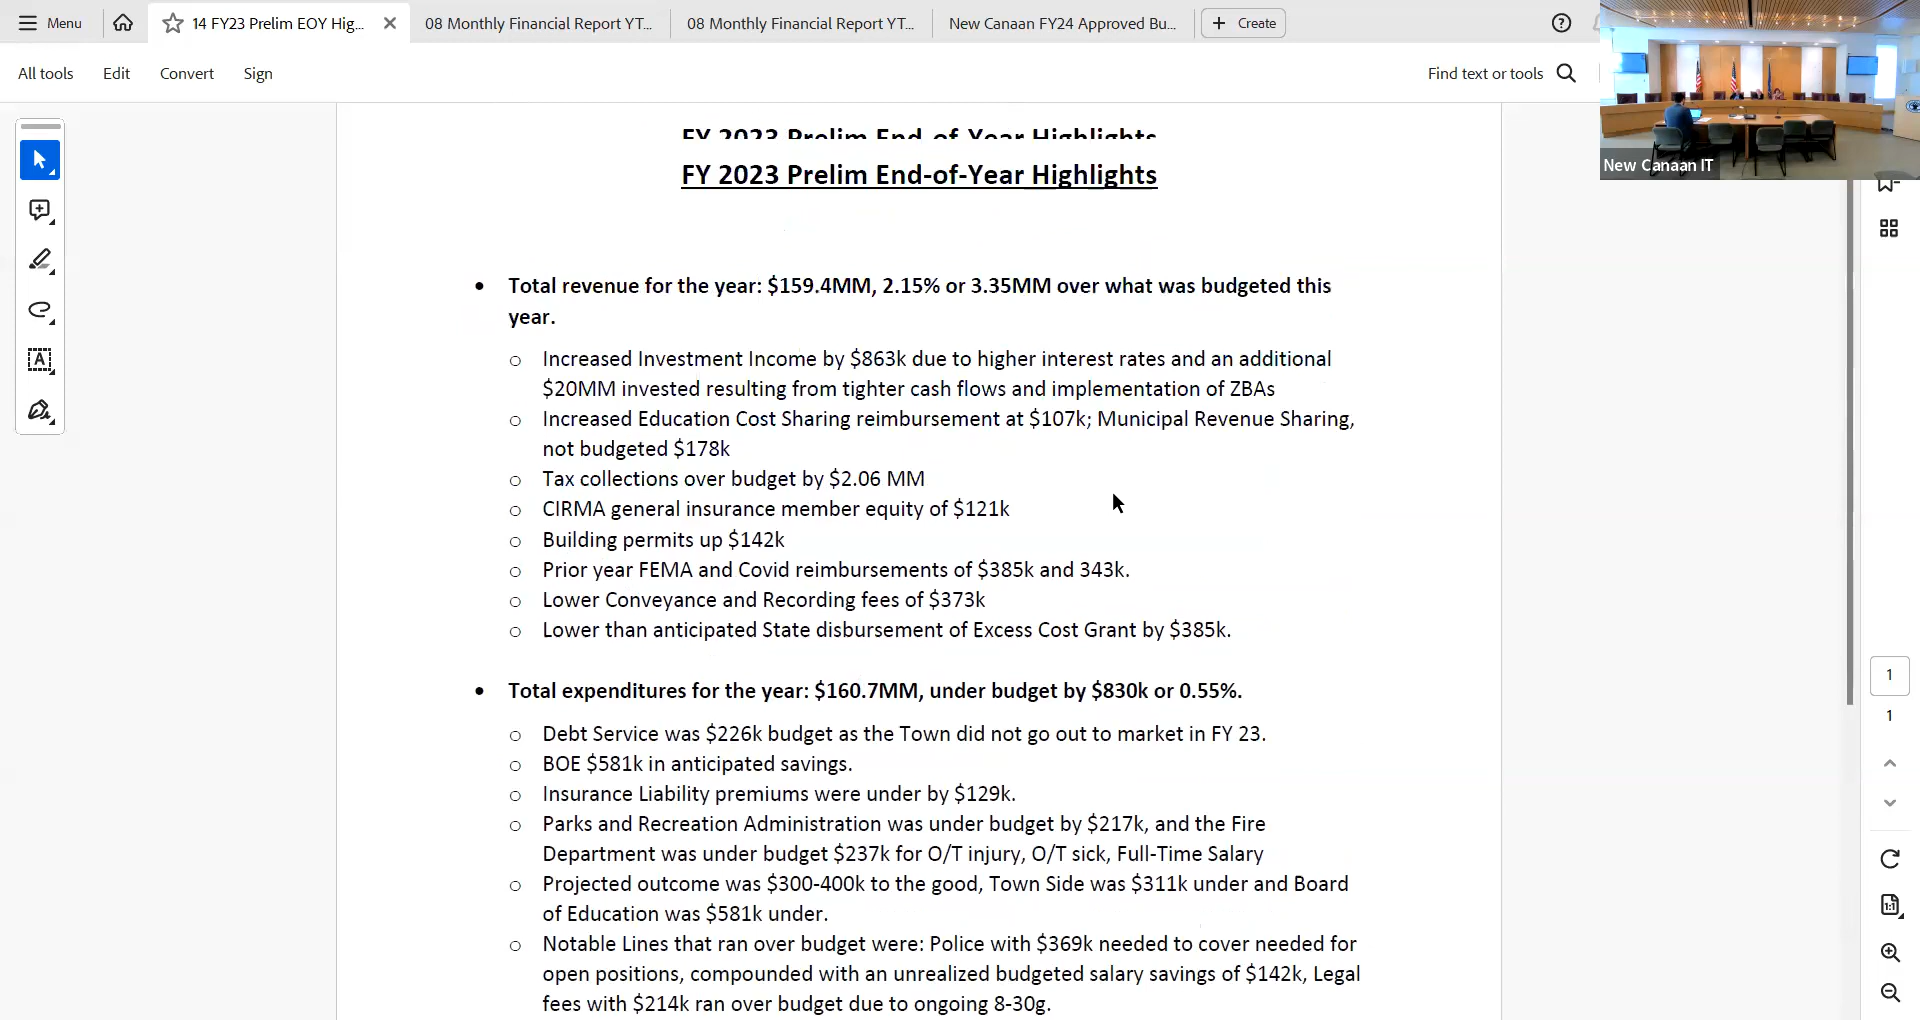 Menu
14 FY23 Prelim EOY Hig...
08 Monthly Financial Report YT...
08 Monthly Financial Report YT...
New Canaan FY24 Approved Bu...
+ Create
All tools
Edit
Convert
Sign
Find text or tools
New Canaan IT
FY 2023 Prelim End-of-Year Highlights
FY 2023 Prelim End-of-Year Highlights
• Total revenue for the year: $159.4MM, 2.15% or 3.35MM over what was budgeted this
year.
o Increased Investment Income by $863k due to higher interest rates and an additional
$20MM invested resulting from tighter cash flows and implementation of ZBAs
o Increased Education Cost Sharing reimbursement at $107k; Municipal Revenue Sharing,
not budgeted $178k
o Tax collections over budget by $2.06 MM
o CIRMA general insurance member equity of $121k
o Building permits up $142k
o Prior year FEMA and Covid reimbursements of $385k and 343k.
o Lower Conveyance and Recording fees of $373k
o Lower than anticipated State disbursement of Excess Cost Grant by $385k.
• Total expenditures for the year: $160.7MM, under budget by $830k or 0.55%.
o Debt Service was $226k budget as the Town did not go out to market in FY 23.
o BOE $581k in anticipated savings.
o Insurance Liability premiums were under by $129k.
o Parks and Recreation Administration was under budget by $217k, and the Fire
Department was under budget $237k for O/T injury, O/T sick, Full-Time Salary
o Projected outcome was $300-400k to the good, Town Side was $311k under and Board
of Education was $581k under.
o Notable Lines that ran over budget were: Police with $369k needed to cover needed for
open positions, compounded with an unrealized budgeted salary savings of $142k, Legal
fees with $214k ran over budget due to ongoing 8-30g.
1
1